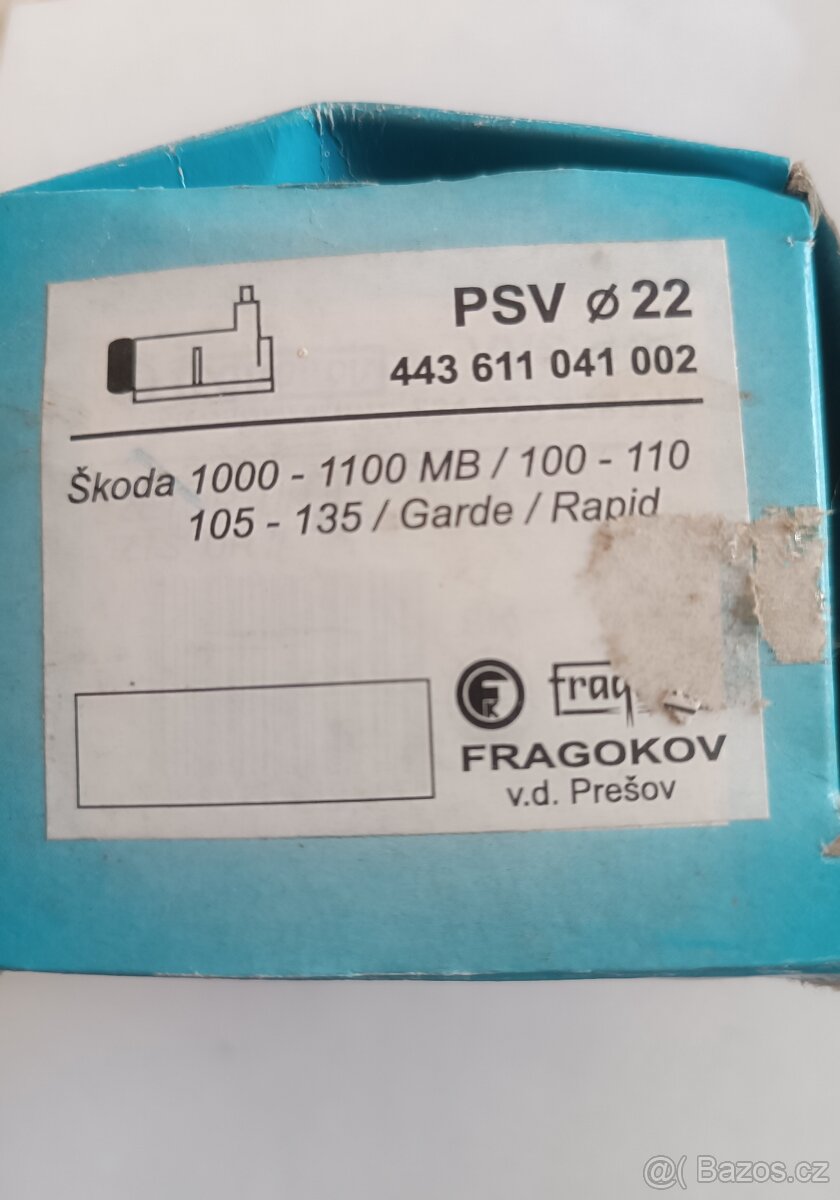 PSV ø 22
443 611 041 002
Škoda 1000 - 1100 MB / 100 - 110
105 - 135 / Garde / Rapid
FRAGOKOV
v.d. Prešov
@( Bazos.cz